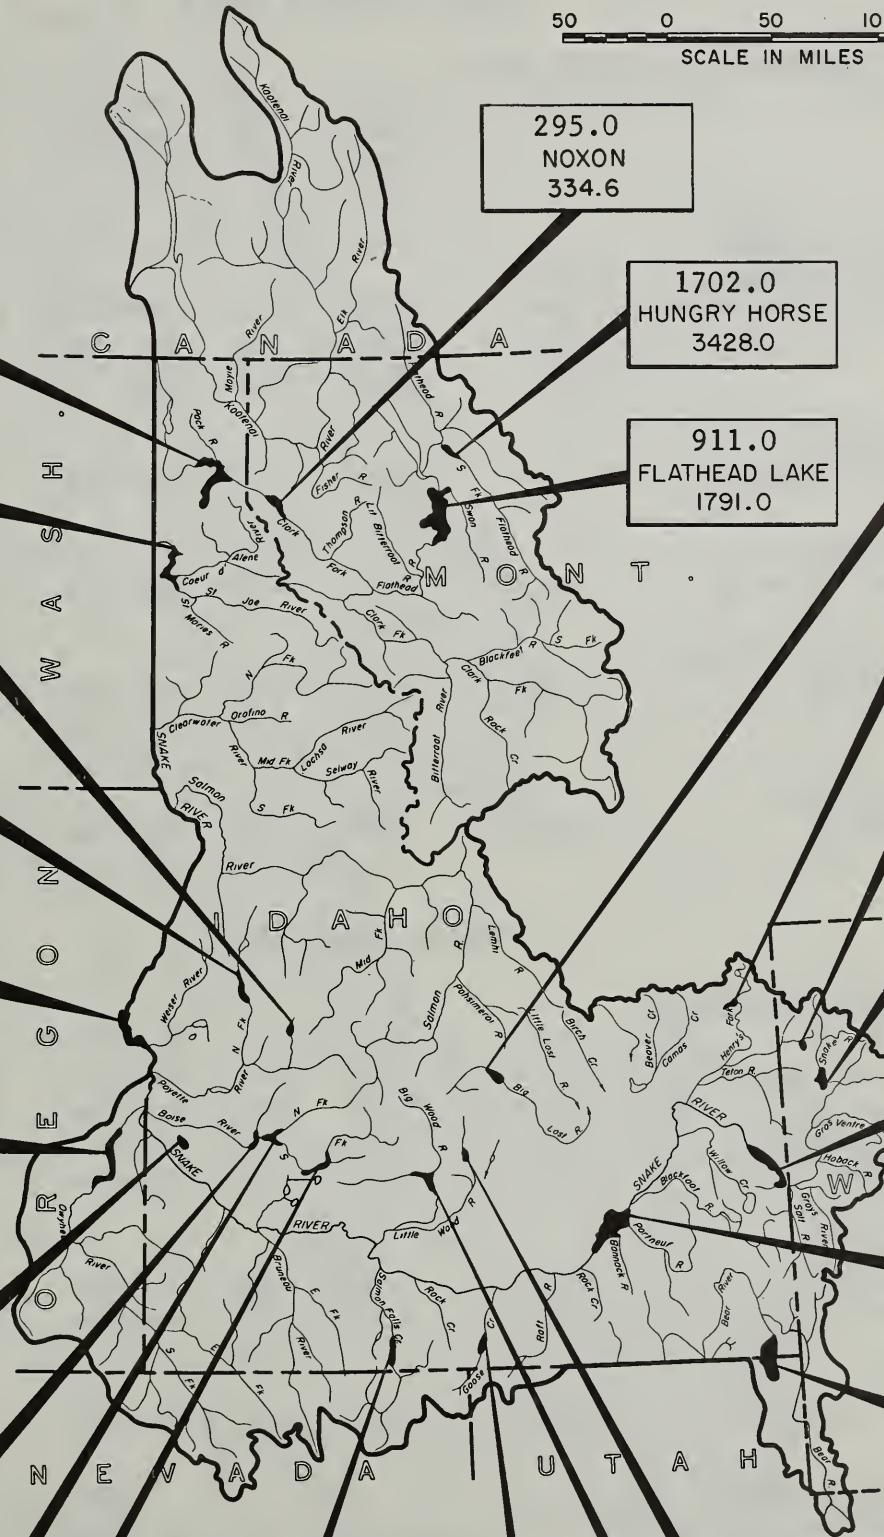 50 0 50 10
SCALE IN MILES
295.0
NOXON
334.6
1702.0
HUNGRY HORSE
3428.0
911.0
FLATHEAD LAKE
1791.0
Kootenai
River
River
Elk
River
CANADA
Moyie
Kootenai
thead R
Pack R
River
Fisher R
S Fk Flathead R
Swan R
WASH.
Clark
Fork
Thompson R
Lit Bitterroot R
River
MONT.
Coeur d' Alene
Flathead R
St Joe River
St Maries R
Clark Fk
Blackfeet R
S Fk
N Fk
Clark Fk
Clearwater
Orofino R
River
Rock Cr
Bitterroot River
SNAKE
River
Mid Fk
Lochsa River
Selway River
Salmon
S Fk
RIVER
River
OREGON
IDAHO
Mid Fk
Salmon R
Lemhi R
Weiser River
Pahsimeroi R
Little Lost R
Birch Cr
Beaver Cr
Camas
Henry's Fork
R
Snake R
N Fk
River
Teton R
Payette
Big Wood R
Big Lost R
RIVER
Gros Ventre
Boise River
N Fk
S Fk
SNAKE
Hoback R
W
SNAKE
Blackfoot R
Willow Cr
Grays River
Salt R
Owyhee
River
RIVER
Little Wood R
Portneuf R
Bannock R
Bruneau
E Fk
River
Salmon Falls Cr
Rock Cr
Cr
Goose
Raft R
Rock Cr
Bear River
S Fk
E Fk
NEVADA
UTAH
Bear R